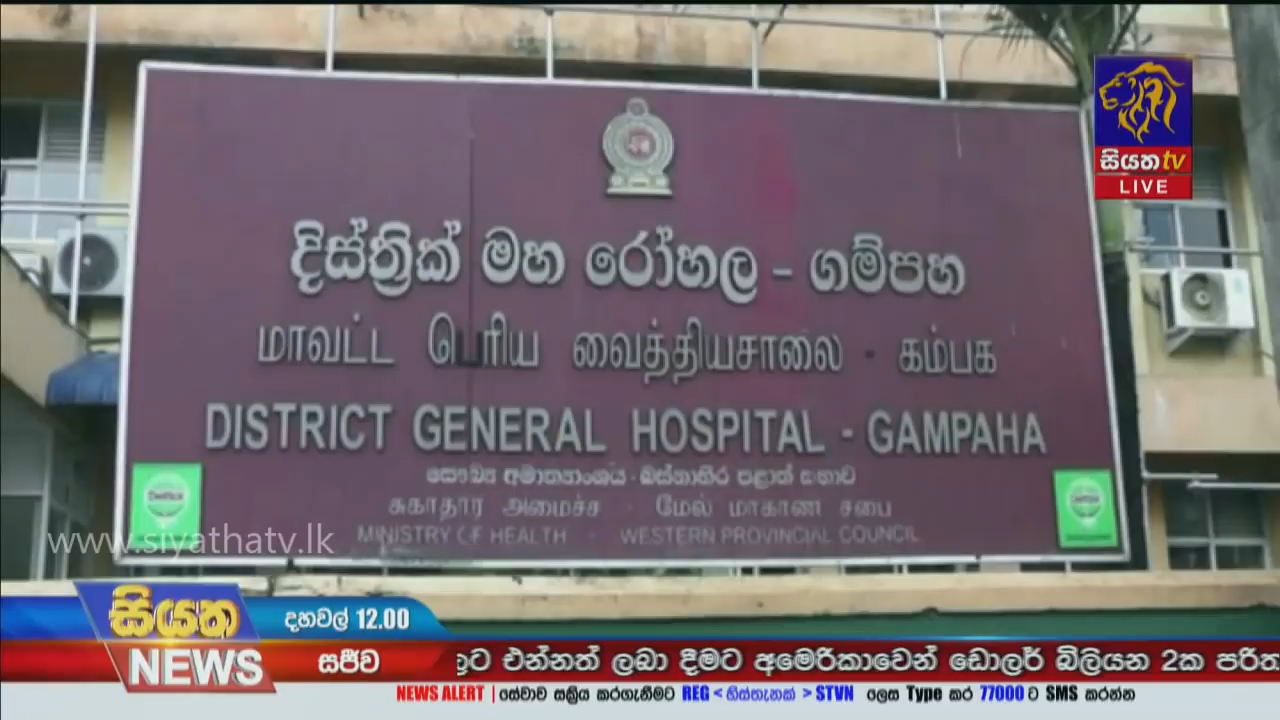 සියත tv
LIVE
දිස්ත්‍රික් මහ රෝහල - ගම්පහ
மாவட்ட பெரிய வைத்தியசாலை - கம்பக
DISTRICT GENERAL HOSPITAL - GAMPAHA
සෞඛ්‍ය අමාත්‍යාංශය - බස්නාහිර පළාත් සභාව
சுகாதார அமைச்சு - மேல் மாகாண சபை
MINISTRY OF HEALTH - WESTERN PROVINCIAL COUNCIL
www.siyathatv.lk
සියත දහවල් 12.00
NEWS සජීව ඉට එන්නත් ලබා දීමට අමෙරිකාවෙන් ඩොලර් බිලියන 2ක පරිත
NEWS ALERT | සේවාව සක්‍රිය කරගැනීමට REG < හිස්තැනක් > STVN ලෙස Type කර 77000 ට SMS කරන්න